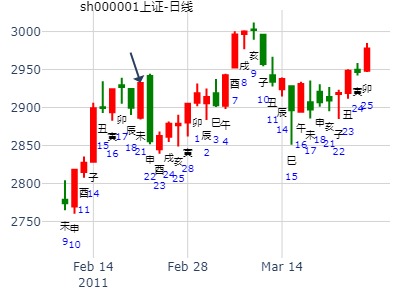 sh000001上证-日线
3000
2950
2900
2850
2800
2750
未
9
申
10
酉
11
子
14
丑
15
寅
16
卯
17
辰
18
未
21
申
22
酉
23
戌
24
亥
25
寅
28
卯
1
辰
2
巳
3
午
4
酉
7
戌
8
亥
9
子
10
丑
11
辰
14
巳
15
午
16
未
17
申
18
亥
21
子
22
丑
23
寅
24
卯
25
Feb 14
2011
Feb 28
Mar 14